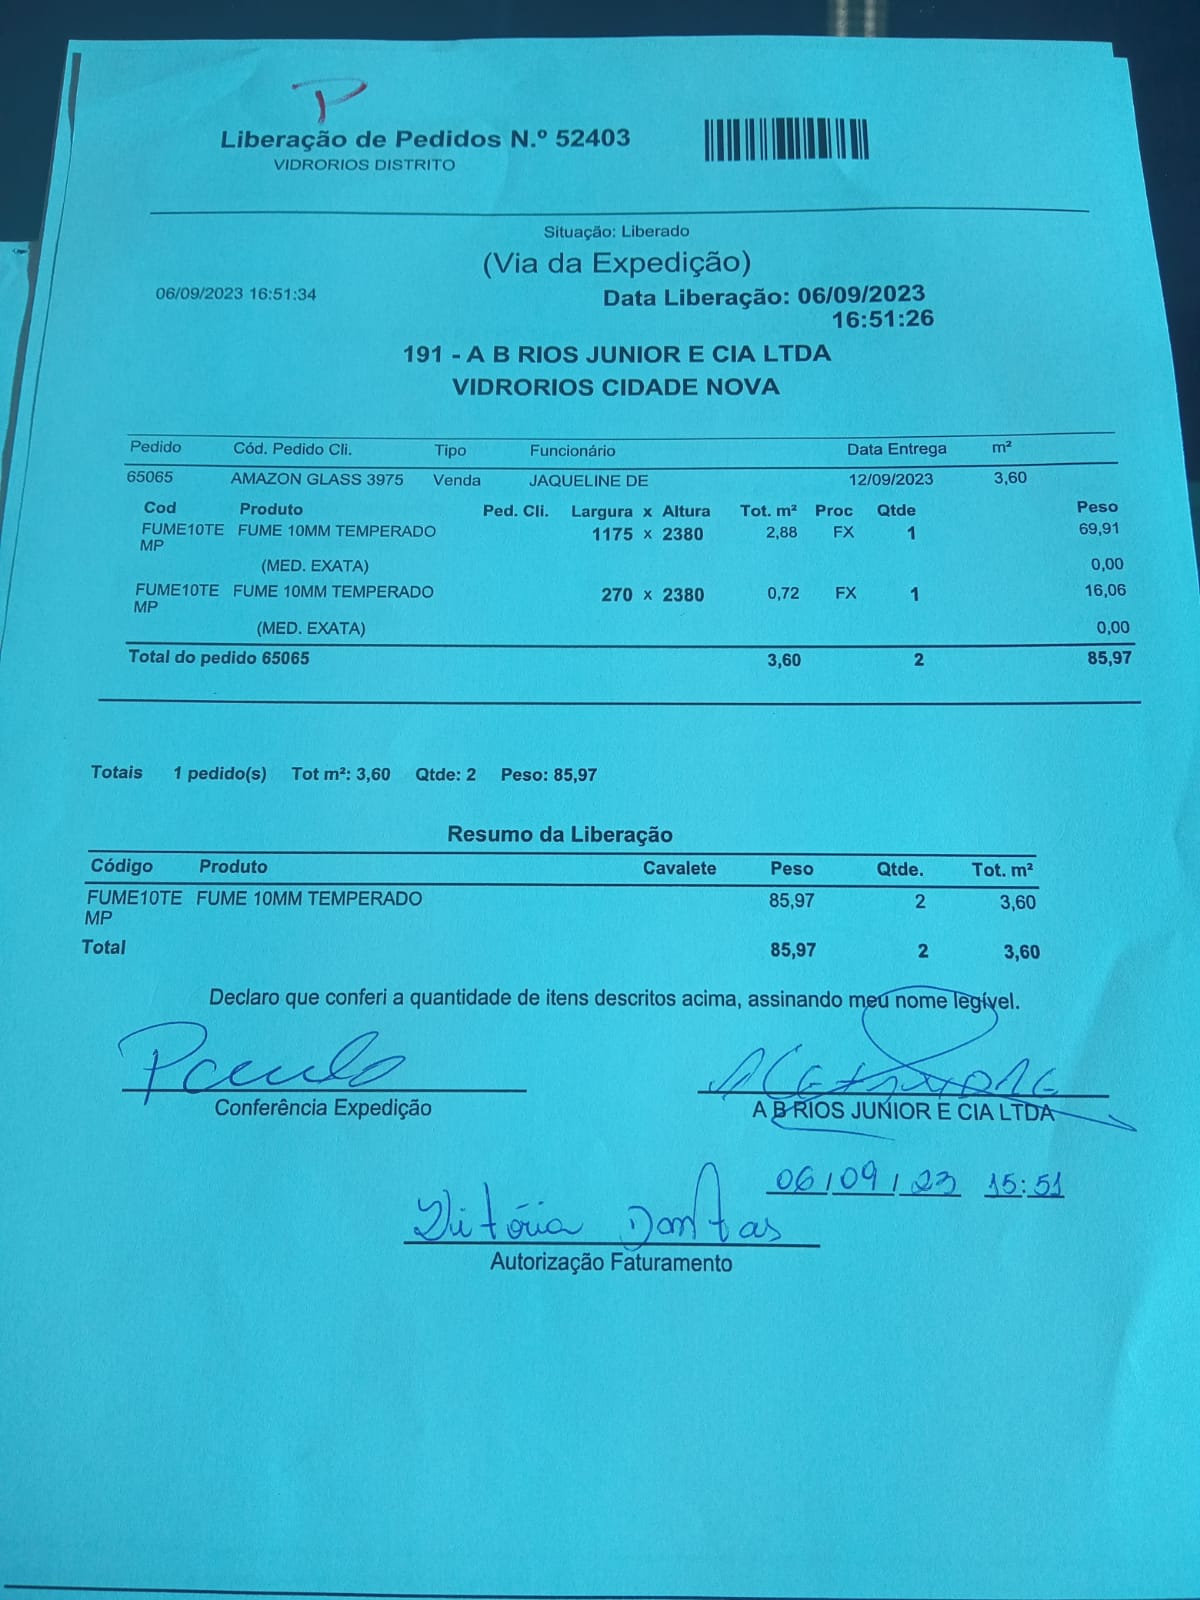 P
Liberação de Pedidos N.º 52403
VIDRORIOS DISTRITO
Situação: Liberado
(Via da Expedição)
06/09/2023 16:51:34 Data Liberação: 06/09/2023
16:51:26
191 - A B RIOS JUNIOR E CIA LTDA
VIDRORIOS CIDADE NOVA
Pedido Cód. Pedido Cli. Tipo Funcionário Data Entrega m²
65065 AMAZON GLASS 3975 Venda JAQUELINE DE 12/09/2023 3,60
Cod Produto Ped. Cli. Largura x Altura Tot. m² Proc Qtde Peso
FUME10TE FUME 10MM TEMPERADO 1175 x 2380 2,88 FX 1 69,91
MP
(MED. EXATA) 0,00
FUME10TE FUME 10MM TEMPERADO 270 x 2380 0,72 FX 1 16,06
MP
(MED. EXATA) 0,00
Total do pedido 65065 3,60 2 85,97
Totais 1 pedido(s) Tot m²: 3,60 Qtde: 2 Peso: 85,97
Resumo da Liberação
Código Produto Cavalete Peso Qtde. Tot. m²
FUME10TE FUME 10MM TEMPERADO 85,97 2 3,60
MP
Total 85,97 2 3,60
Declaro que conferi a quantidade de itens descritos acima, assinando meu nome legível.
Paulo
Conferência Expedição A B RIOS JUNIOR E CIA LTDA
06/09/23 15:51
Vitória Dantas
Autorização Faturamento